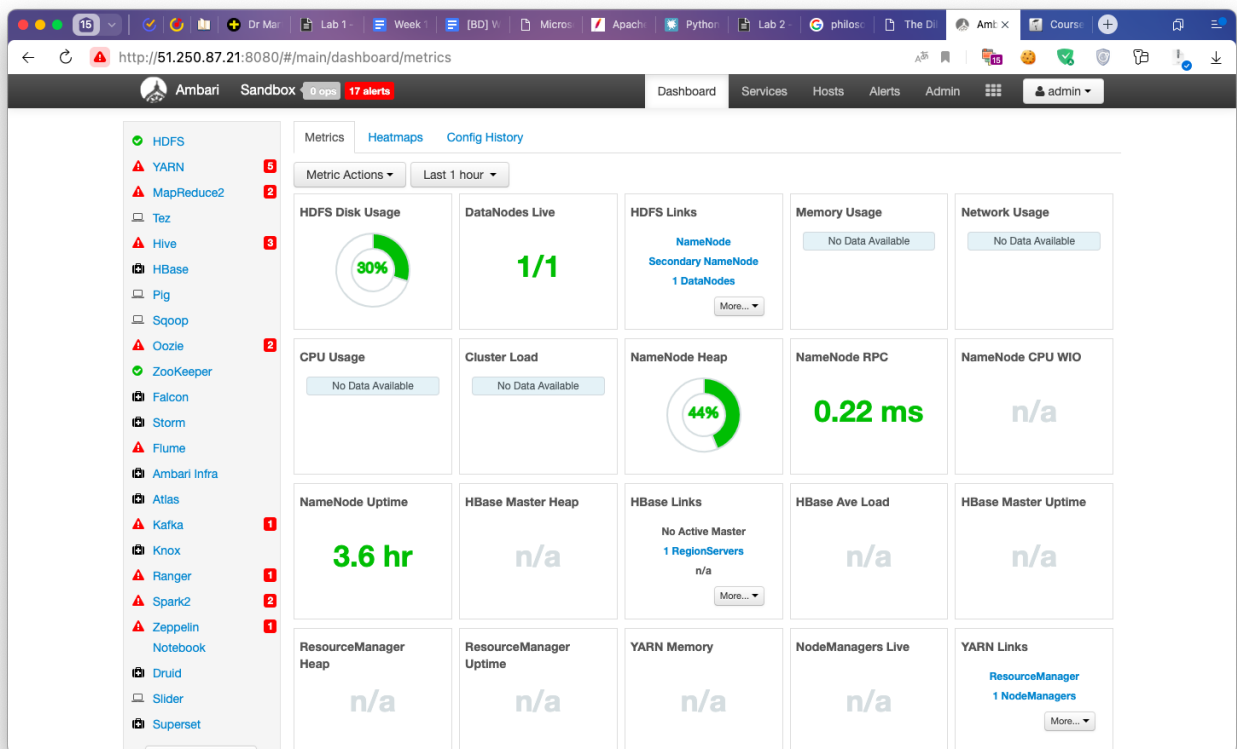 15
Dr Mar
Lab 1 -
Week 1
[BD] W
Micros
Apache
Python
Lab 2 -
philoso
The Dif
Amb
Course
http://51.250.87.21:8080/#/main/dashboard/metrics
15
Ambari Sandbox 0 ops 17 alerts
Dashboard Services Hosts Alerts Admin admin
HDFS
YARN 5
MapReduce2 2
Tez
Hive 3
HBase
Pig
Sqoop
Oozie 2
ZooKeeper
Falcon
Storm
Flume
Ambari Infra
Atlas
Kafka 1
Knox
Ranger 1
Spark2 2
Zeppelin 1
Notebook
Druid
Slider
Superset
Metrics Heatmaps Config History
Metric Actions Last 1 hour
HDFS Disk Usage
30%
DataNodes Live
1/1
HDFS Links
NameNode
Secondary NameNode
1 DataNodes
More...
Memory Usage
No Data Available
Network Usage
No Data Available
CPU Usage
No Data Available
Cluster Load
No Data Available
NameNode Heap
44%
NameNode RPC
0.22 ms
NameNode CPU WIO
n/a
NameNode Uptime
3.6 hr
HBase Master Heap
n/a
HBase Links
No Active Master
1 RegionServers
n/a
More...
HBase Ave Load
n/a
HBase Master Uptime
n/a
ResourceManager
Heap
n/a
ResourceManager
Uptime
n/a
YARN Memory
n/a
NodeManagers Live
n/a
YARN Links
ResourceManager
1 NodeManagers
More...